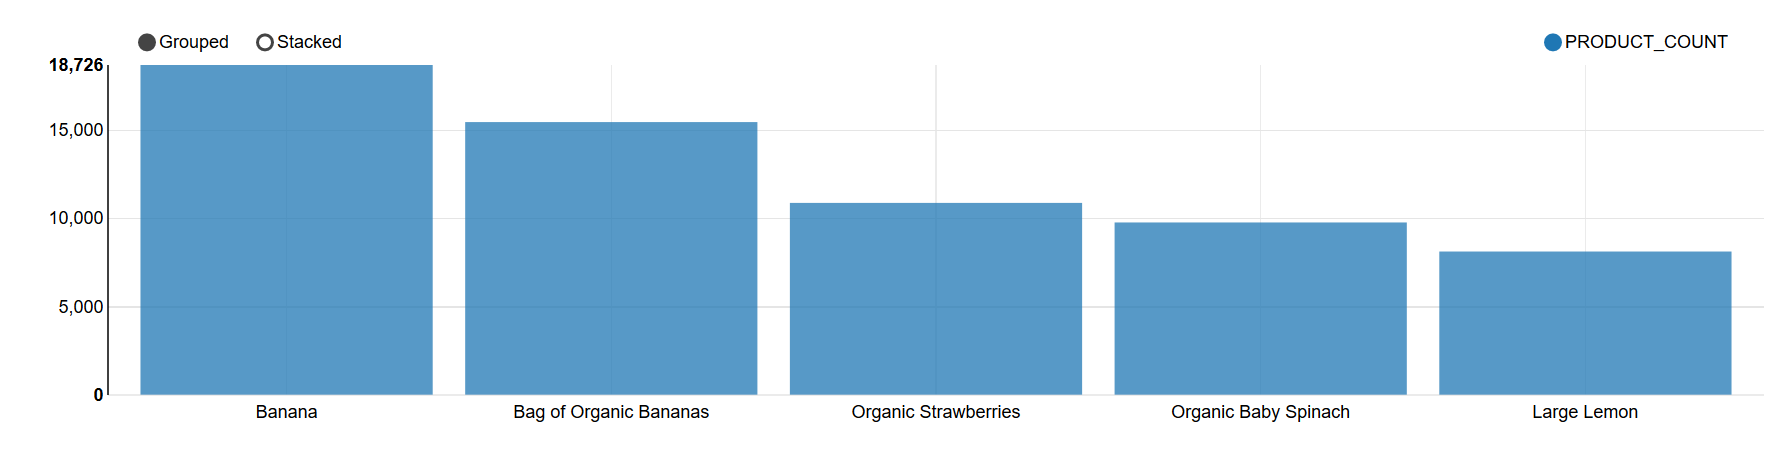 Grouped Stacked PRODUCT_COUNT
18,726
15,000
10,000
5,000
0
Banana Bag of Organic Bananas Organic Strawberries Organic Baby Spinach Large Lemon